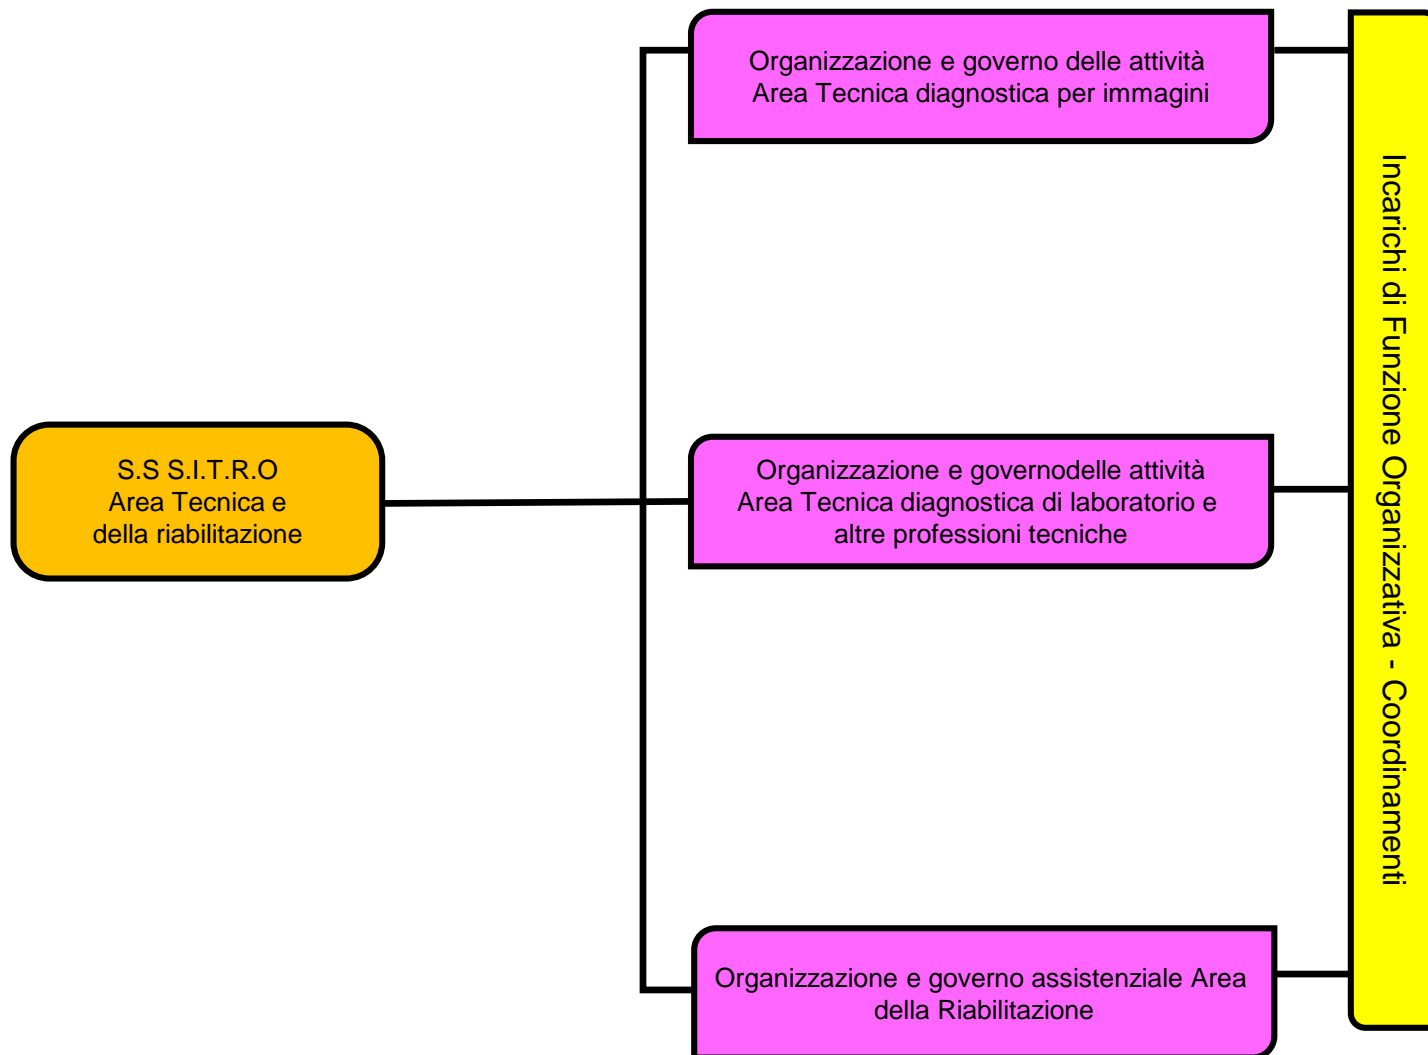 Organizzazione e governo delle attività
Area Tecnica diagnostica per immagini
S.S S.I.T.R.O
Area Tecnica e
della riabilitazione
Organizzazione e governodelle attività
Area Tecnica diagnostica di laboratorio e
altre professioni tecniche
Organizzazione e governo assistenziale Area
della Riabilitazione
Incarichi di Funzione Organizzativa - Coordinamenti